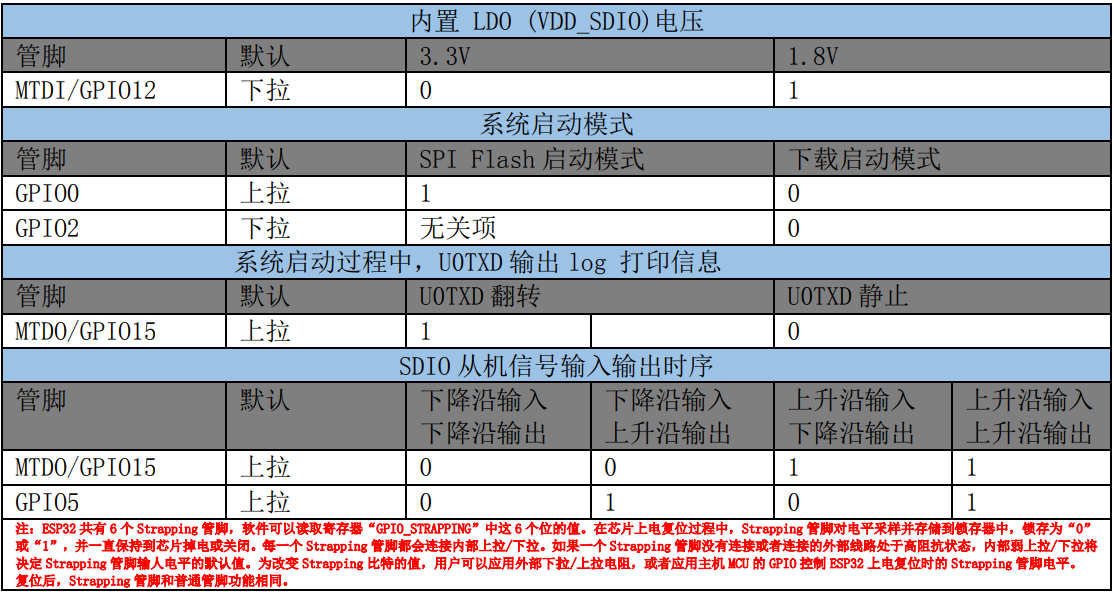 内置 LDO (VDD_SDIO)电压
管脚 默认 3.3V 1.8V
MTDI/GPIO12 下拉 0 1
系统启动模式
管脚 默认 SPI Flash 启动模式 下载启动模式
GPIO0 上拉 1 0
GPIO2 下拉 无关项 0
系统启动过程中，U0TXD 输出 log 打印信息
管脚 默认 U0TXD 翻转 U0TXD 静止
MTDO/GPIO15 上拉 1 0
SDIO 从机信号输入输出时序
管脚 默认 下降沿输入 下降沿输入 上升沿输入 上升沿输入
下降沿输出 上升沿输出 下降沿输出 上升沿输出
MTDO/GPIO15 上拉 0 0 1 1
GPIO5 上拉 0 1 0 1
注：ESP32 共有 6 个 Strapping 管脚，软件可以读取寄存器“GPIO_STRAPPING”中这 6 个位的值。在芯片上电复位过程中，Strapping 管脚对电平采样并存储到锁存器中，锁存为“0”
或“1”，并一直保持到芯片掉电或关闭。每一个 Strapping 管脚都会连接内部上拉/下拉。如果一个 Strapping 管脚没有连接或者连接的外部线路处于高阻抗状态，内部弱上拉/下拉将
决定 Strapping 管脚输人电平的默认值。为改变 Strapping 比特的值，用户可以应用外部下拉/上拉电阻，或者应用主机 MCU 的 GPIO 控制 ESP32 上电复位时的 Strapping 管脚电平。
复位后，Strapping 管脚和普通管脚功能相同。